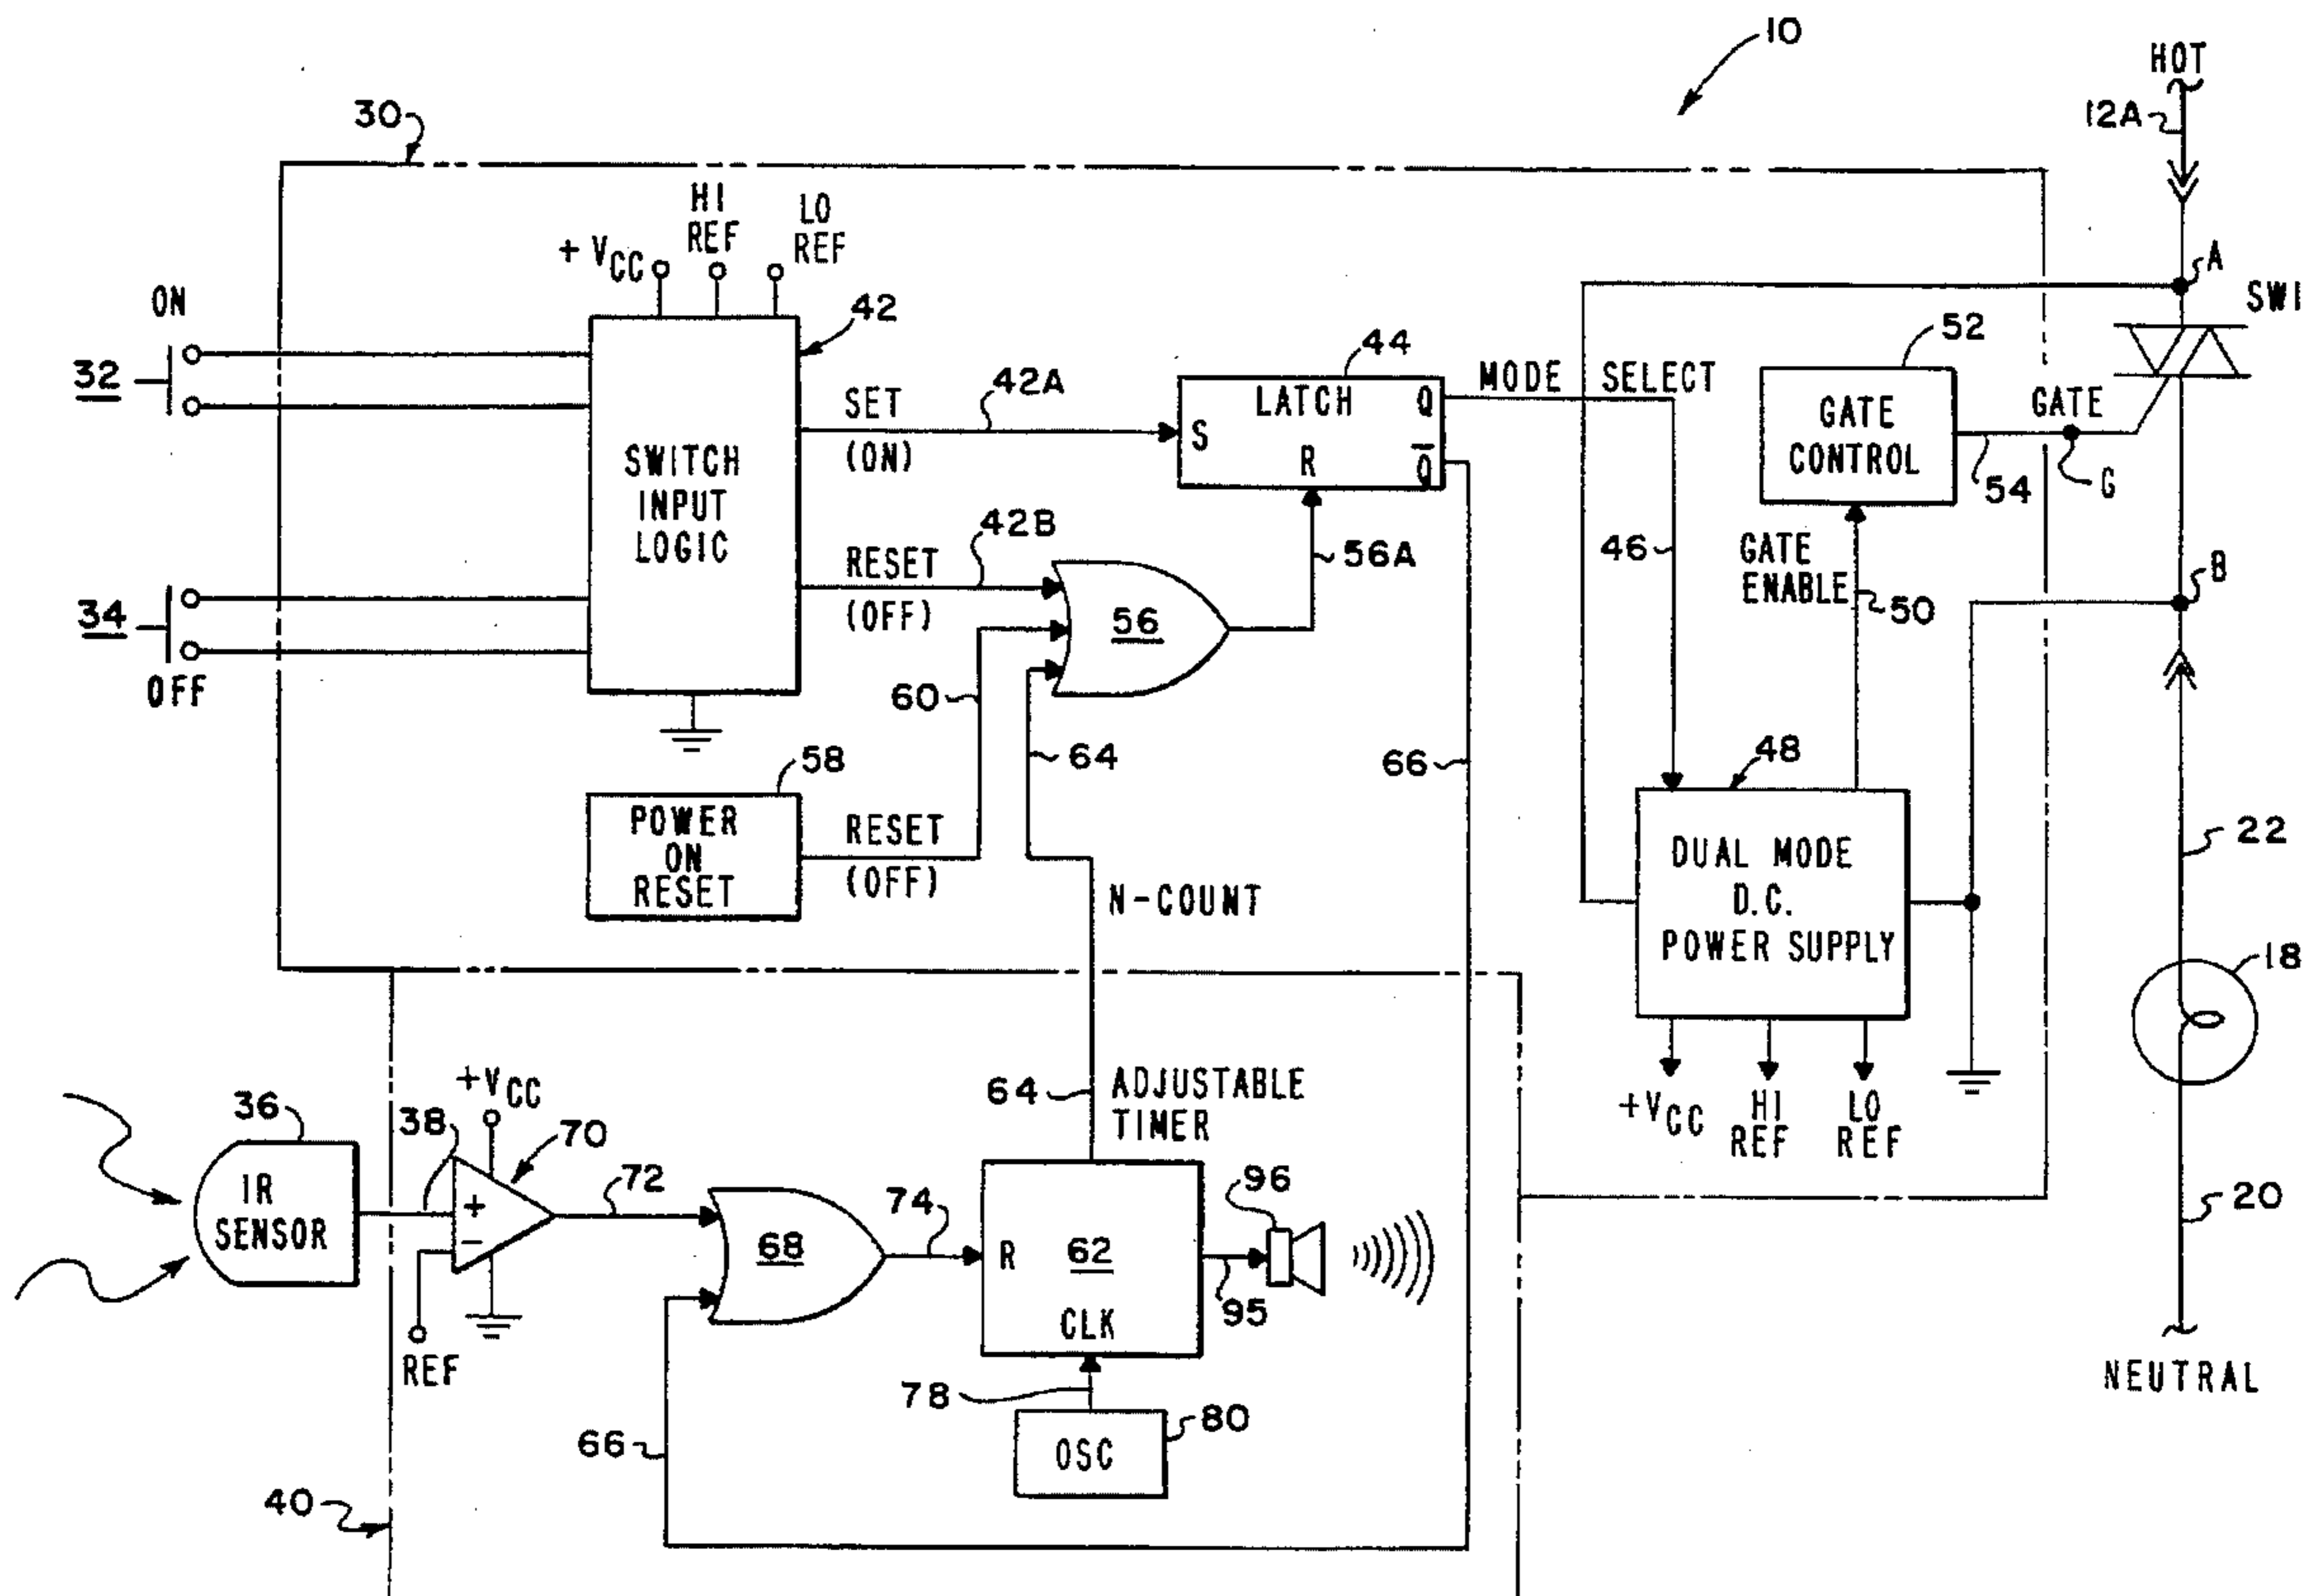 10
HOT
12A
30
HI
REF
LO
REF
+ VCC
A
SW1
ON
42
32
44
52
SET
42A
(ON)
S
LATCH
R
Q
Q̅
MODE SELECT
GATE
CONTROL
GATE
54
G
SWITCH
INPUT
LOGIC
42B
RESET
(OFF)
56
56A
46
GATE
ENABLE
50
B
34
OFF
60
64
66
58
POWER
ON
RESET
RESET
(OFF)
N-COUNT
48
DUAL MODE
D.C.
POWER SUPPLY
22
18
+VCC
HI
REF
LO
REF
64
ADJUSTABLE
TIMER
36
IR
SENSOR
38
+VCC
70
+
−
REF
72
68
74
R
62
CLK
96
95
20
NEUTRAL
78
80
OSC
66
40